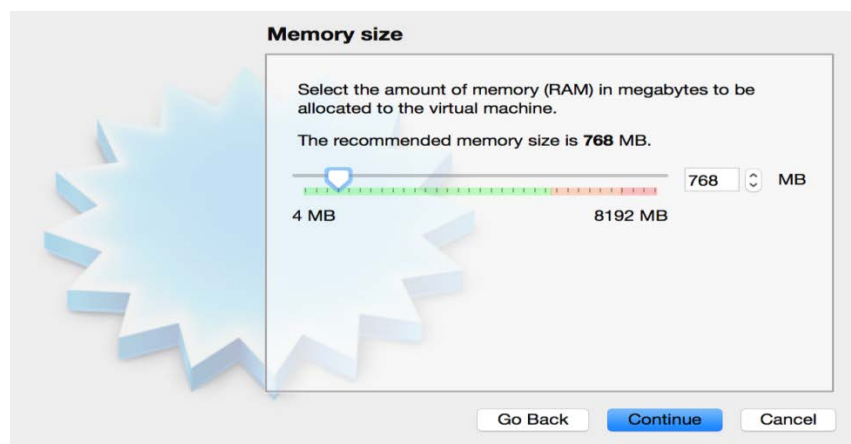 Memory size
Select the amount of memory (RAM) in megabytes to be
allocated to the virtual machine.
The recommended memory size is 768 MB.
768 MB
4 MB 8192 MB
Go Back Continue Cancel